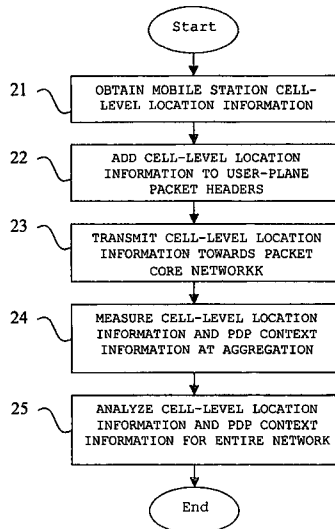 Start
21
OBTAIN MOBILE STATION CELL-
LEVEL LOCATION INFORMATION
22
ADD CELL-LEVEL LOCATION
INFORMATION TO USER-PLANE
PACKET HEADERS
23
TRANSMIT CELL-LEVEL LOCATION
INFORMATION TOWARDS PACKET
CORE NETWORKK
24
MEASURE CELL-LEVEL LOCATION
INFORMATION AND PDP CONTEXT
INFORMATION AT AGGREGATION
25
ANALYZE CELL-LEVEL LOCATION
INFORMATION AND PDP CONTEXT
INFORMATION FOR ENTIRE NETWORK
End